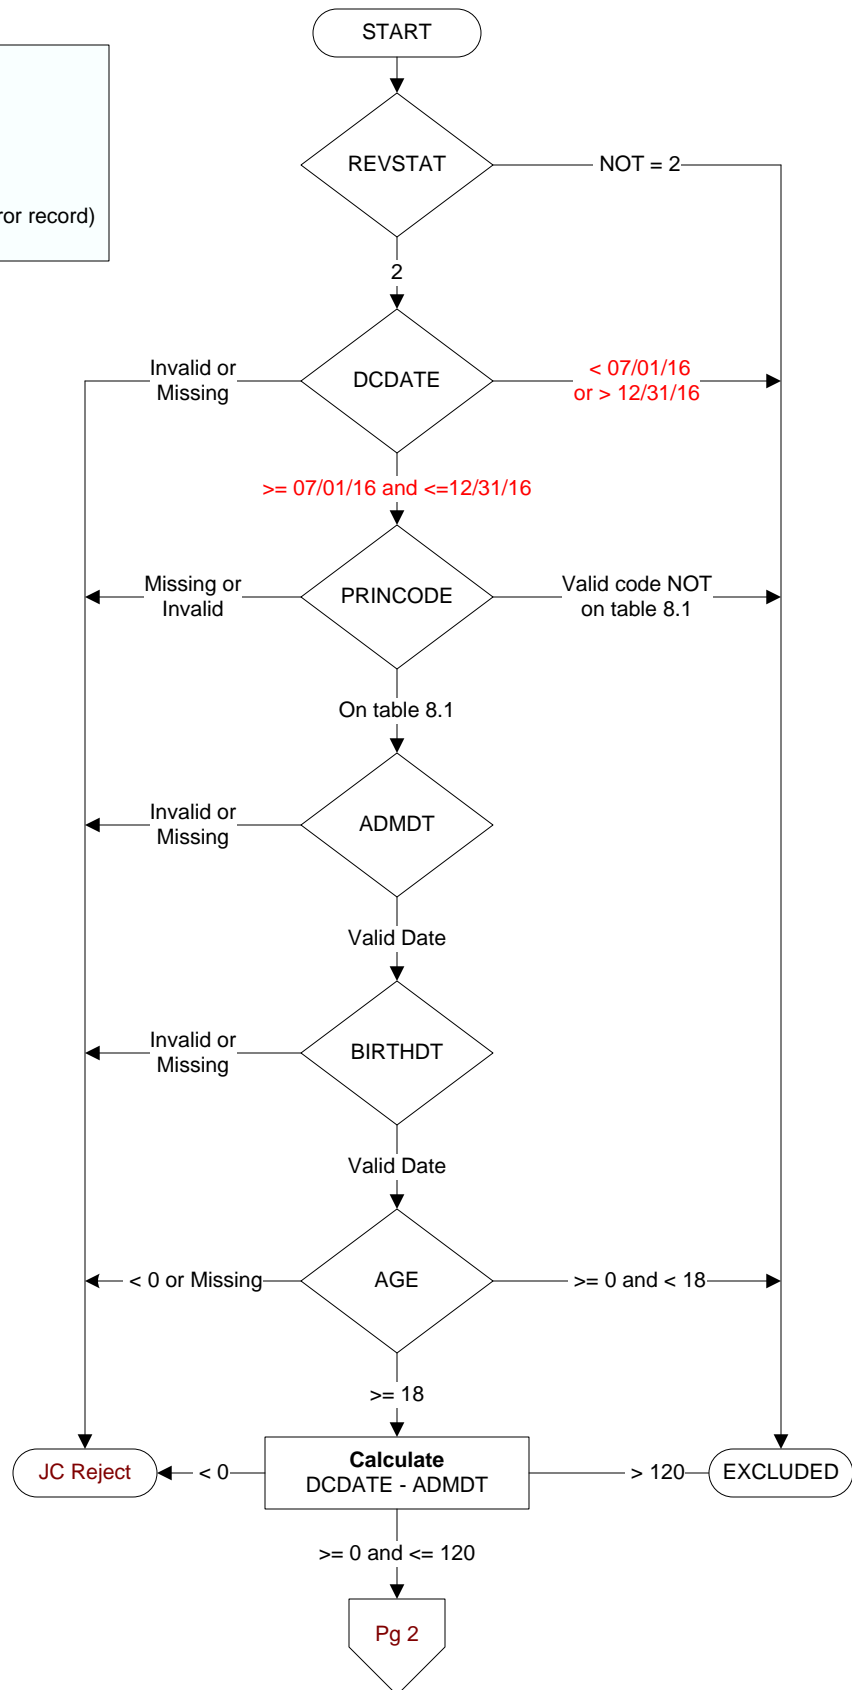 START
ror record)
REVSTAT
NOT = 2
2
Invalid or
Missing
DCDATE
< 07/01/16
or > 12/31/16
>= 07/01/16 and <=12/31/16
Missing or
Invalid
PRINCODE
Valid code NOT
on table 8.1
On table 8.1
Invalid or
Missing
ADMDT
Valid Date
Invalid or
Missing
BIRTHDT
Valid Date
< 0 or Missing
AGE
>= 0 and < 18
>= 18
JC Reject
< 0
Calculate
DCDATE - ADMDT
> 120
EXCLUDED
>= 0 and <= 120
Pg 2